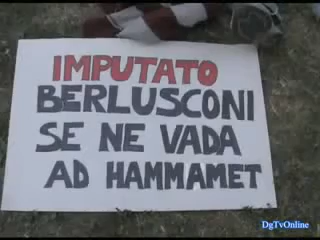 IMPUTATO
BERLUSCONI
SE NE VADA
AD HAMMAMET
DgTvOnline